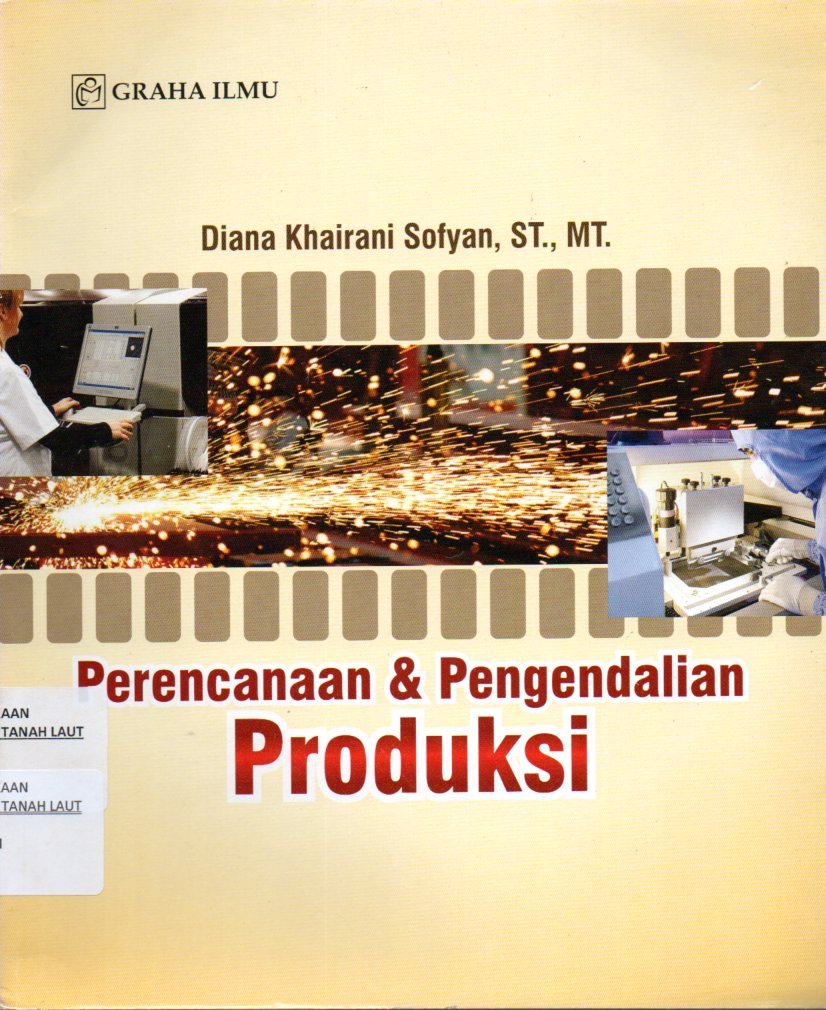 GRAHA ILMU
Diana Khairani Sofyan, ST., MT.
Perencanaan & Pengendalian
Produksi
AAN
TANAH LAUT
AAN
TANAH LAUT